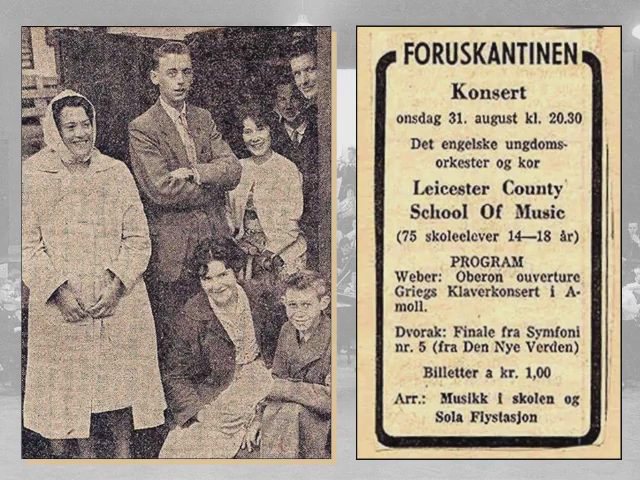 FORUSKANTINEN
Konsert
onsdag 31. august kl. 20.30
Det engelske ungdoms-
orkester og kor
Leicester County
School Of Music
(75 skoleelever 14—18 år)
PROGRAM
Weber: Oberon ouverture
Griegs Klaverkonsert i A-
moll.
Dvorak: Finale fra Symfoni
nr. 5 (fra Den Nye Verden)
Billetter a kr. 1,00
Arr.: Musikk i skolen og
Sola Flystasjon